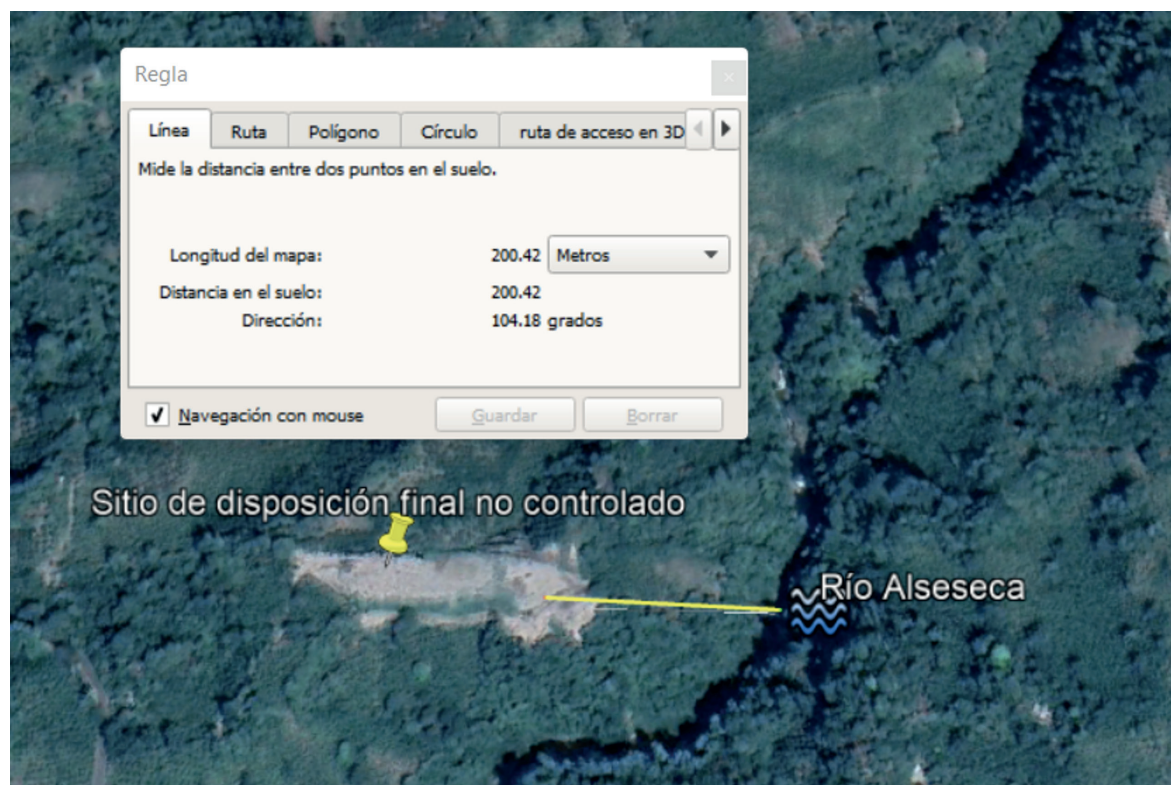 Regla
Línea Ruta Polígono Círculo ruta de acceso en 3D
Mide la distancia entre dos puntos en el suelo.
Longitud del mapa: 200.42 Metros
Distancia en el suelo: 200.42
Dirección: 104.18 grados
Navegación con mouse Guardar Borrar
Sitio de disposición final no controlado
Río Alseseca